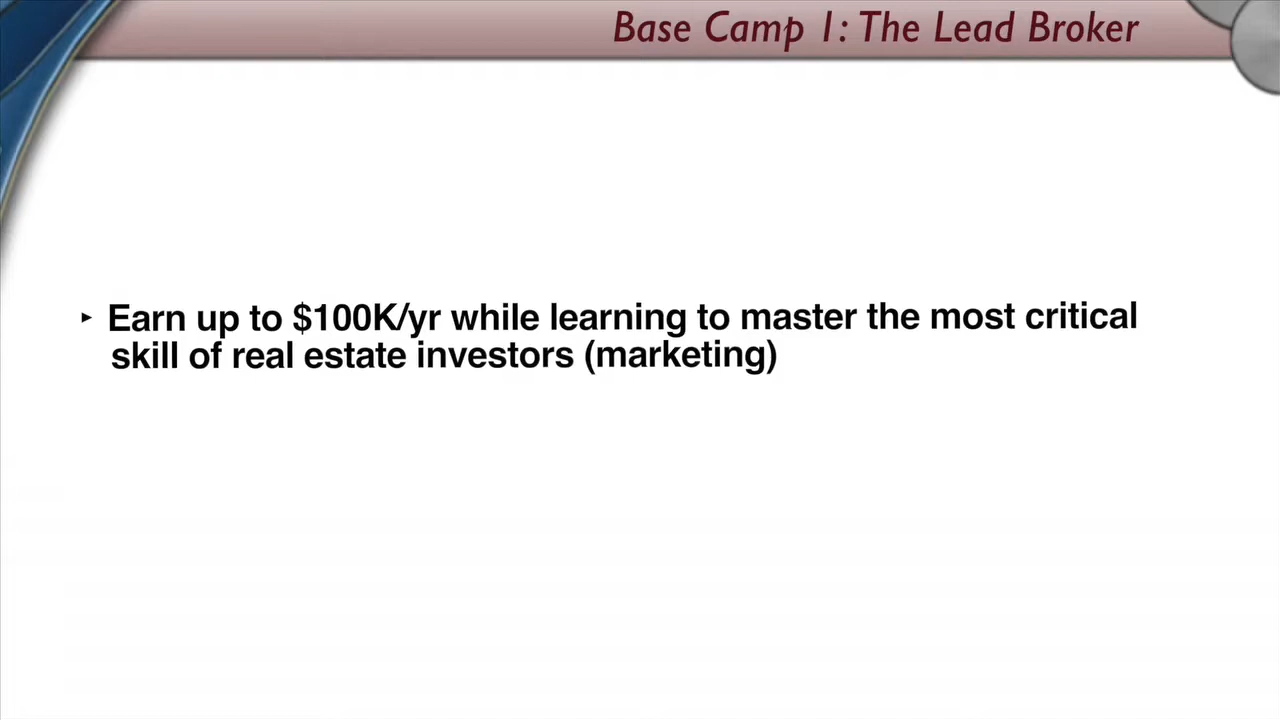 Base Camp 1: The Lead Broker
‣ Earn up to $100K/yr while learning to master the most critical
skill of real estate investors (marketing)